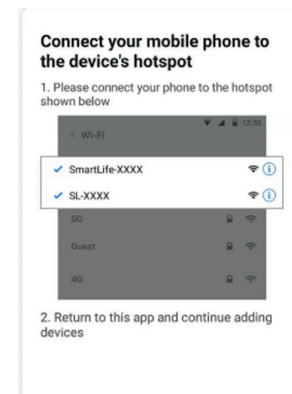 Connect your mobile phone to
the device's hotspot
1. Please connect your phone to the hotspot
shown below
12:30
Wi-Fi
SmartLife-XXXX
SL-XXXX
5G
Guest
4G
2. Return to this app and continue adding
devices